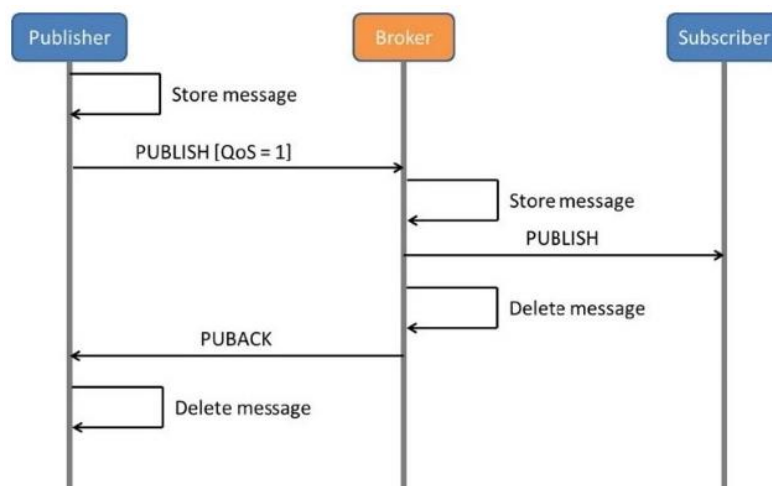 Publisher
Broker
Subscriber
Store message
PUBLISH [QoS = 1]
Store message
PUBLISH
Delete message
PUBACK
Delete message